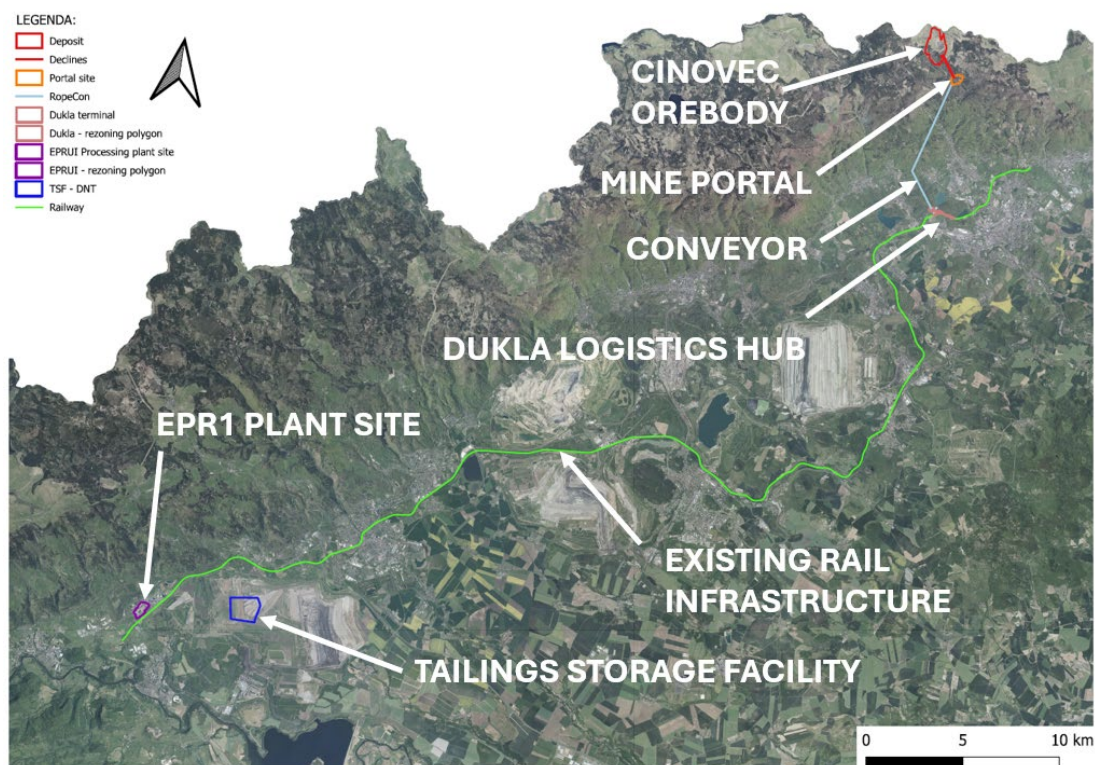 LEGENDA:
Deposit
Declines
Portal site
RopeCon
Dukla terminal
Dukla - rezoning polygon
EPRUI Processing plant site
EPRUI - rezoning polygon
TSF - DNT
Railway
CINOVEC
OREBODY
MINE PORTAL
CONVEYOR
DUKLA LOGISTICS HUB
EPR1 PLANT SITE
EXISTING RAIL
INFRASTRUCTURE
TAILINGS STORAGE FACILITY
0 5 10 km